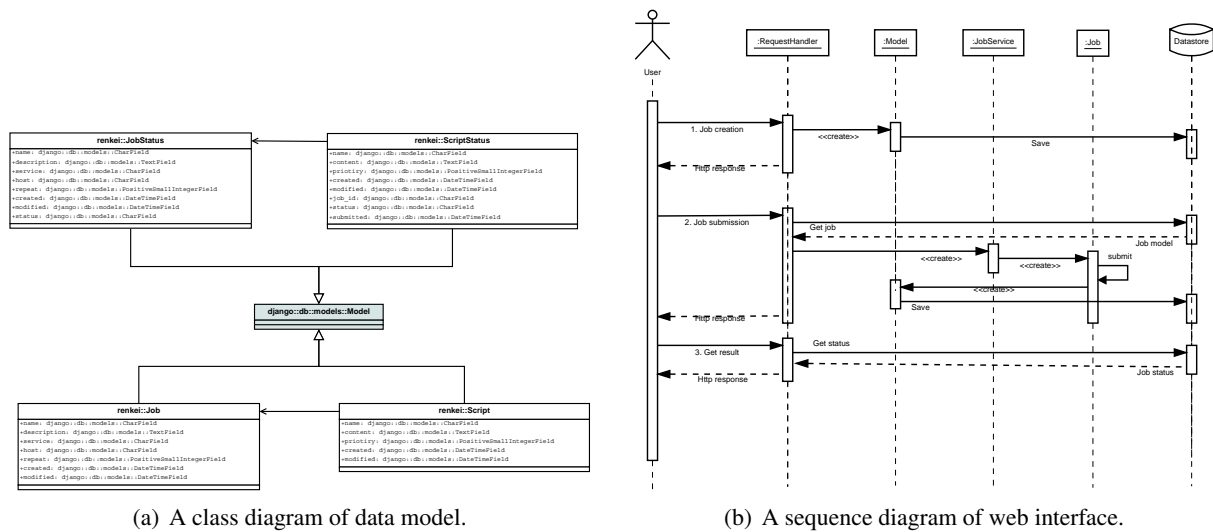 renkei::JobStatus
+name: django::db::models::CharField
+description: django::db::models::TextField
+service: django::db::models::CharField
+host: django::db::models::CharField
+repeat: django::db::models::PositiveSmallIntegerField
+created: django::db::models::DateTimeField
+modified: django::db::models::DateTimeField
+status: django::db::models::CharField
renkei::ScriptStatus
+name: django::db::models::CharField
+content: django::db::models::TextField
+priotiry: django::db::models::PositiveSmallIntegerField
+created: django::db::models::DateTimeField
+modified: django::db::models::DateTimeField
+job_id: django::db::models::CharField
+status: django::db::models::CharField
+submitted: django::db::models::DateTimeField
django::db::models::Model
renkei::Job
+name: django::db::models::CharField
+description: django::db::models::TextField
+service: django::db::models::CharField
+host: django::db::models::CharField
+repeat: django::db::models::PositiveSmallIntegerField
+created: django::db::models::DateTimeField
+modified: django::db::models::DateTimeField
renkei::Script
+name: django::db::models::CharField
+content: django::db::models::TextField
+priotiry: django::db::models::PositiveSmallIntegerField
+created: django::db::models::DateTimeField
+modified: django::db::models::DateTimeField
(a) A class diagram of data model.
User
:RequestHandler
:Model
:JobService
:Job
Datastore
1. Job creation
<<create>>
Save
Http response
2. Job submission
Get job
Job model
<<create>>
<<create>>
submit
<<create>>
Save
Http response
3. Get result
Get status
Job status
Http response
(b) A sequence diagram of web interface.